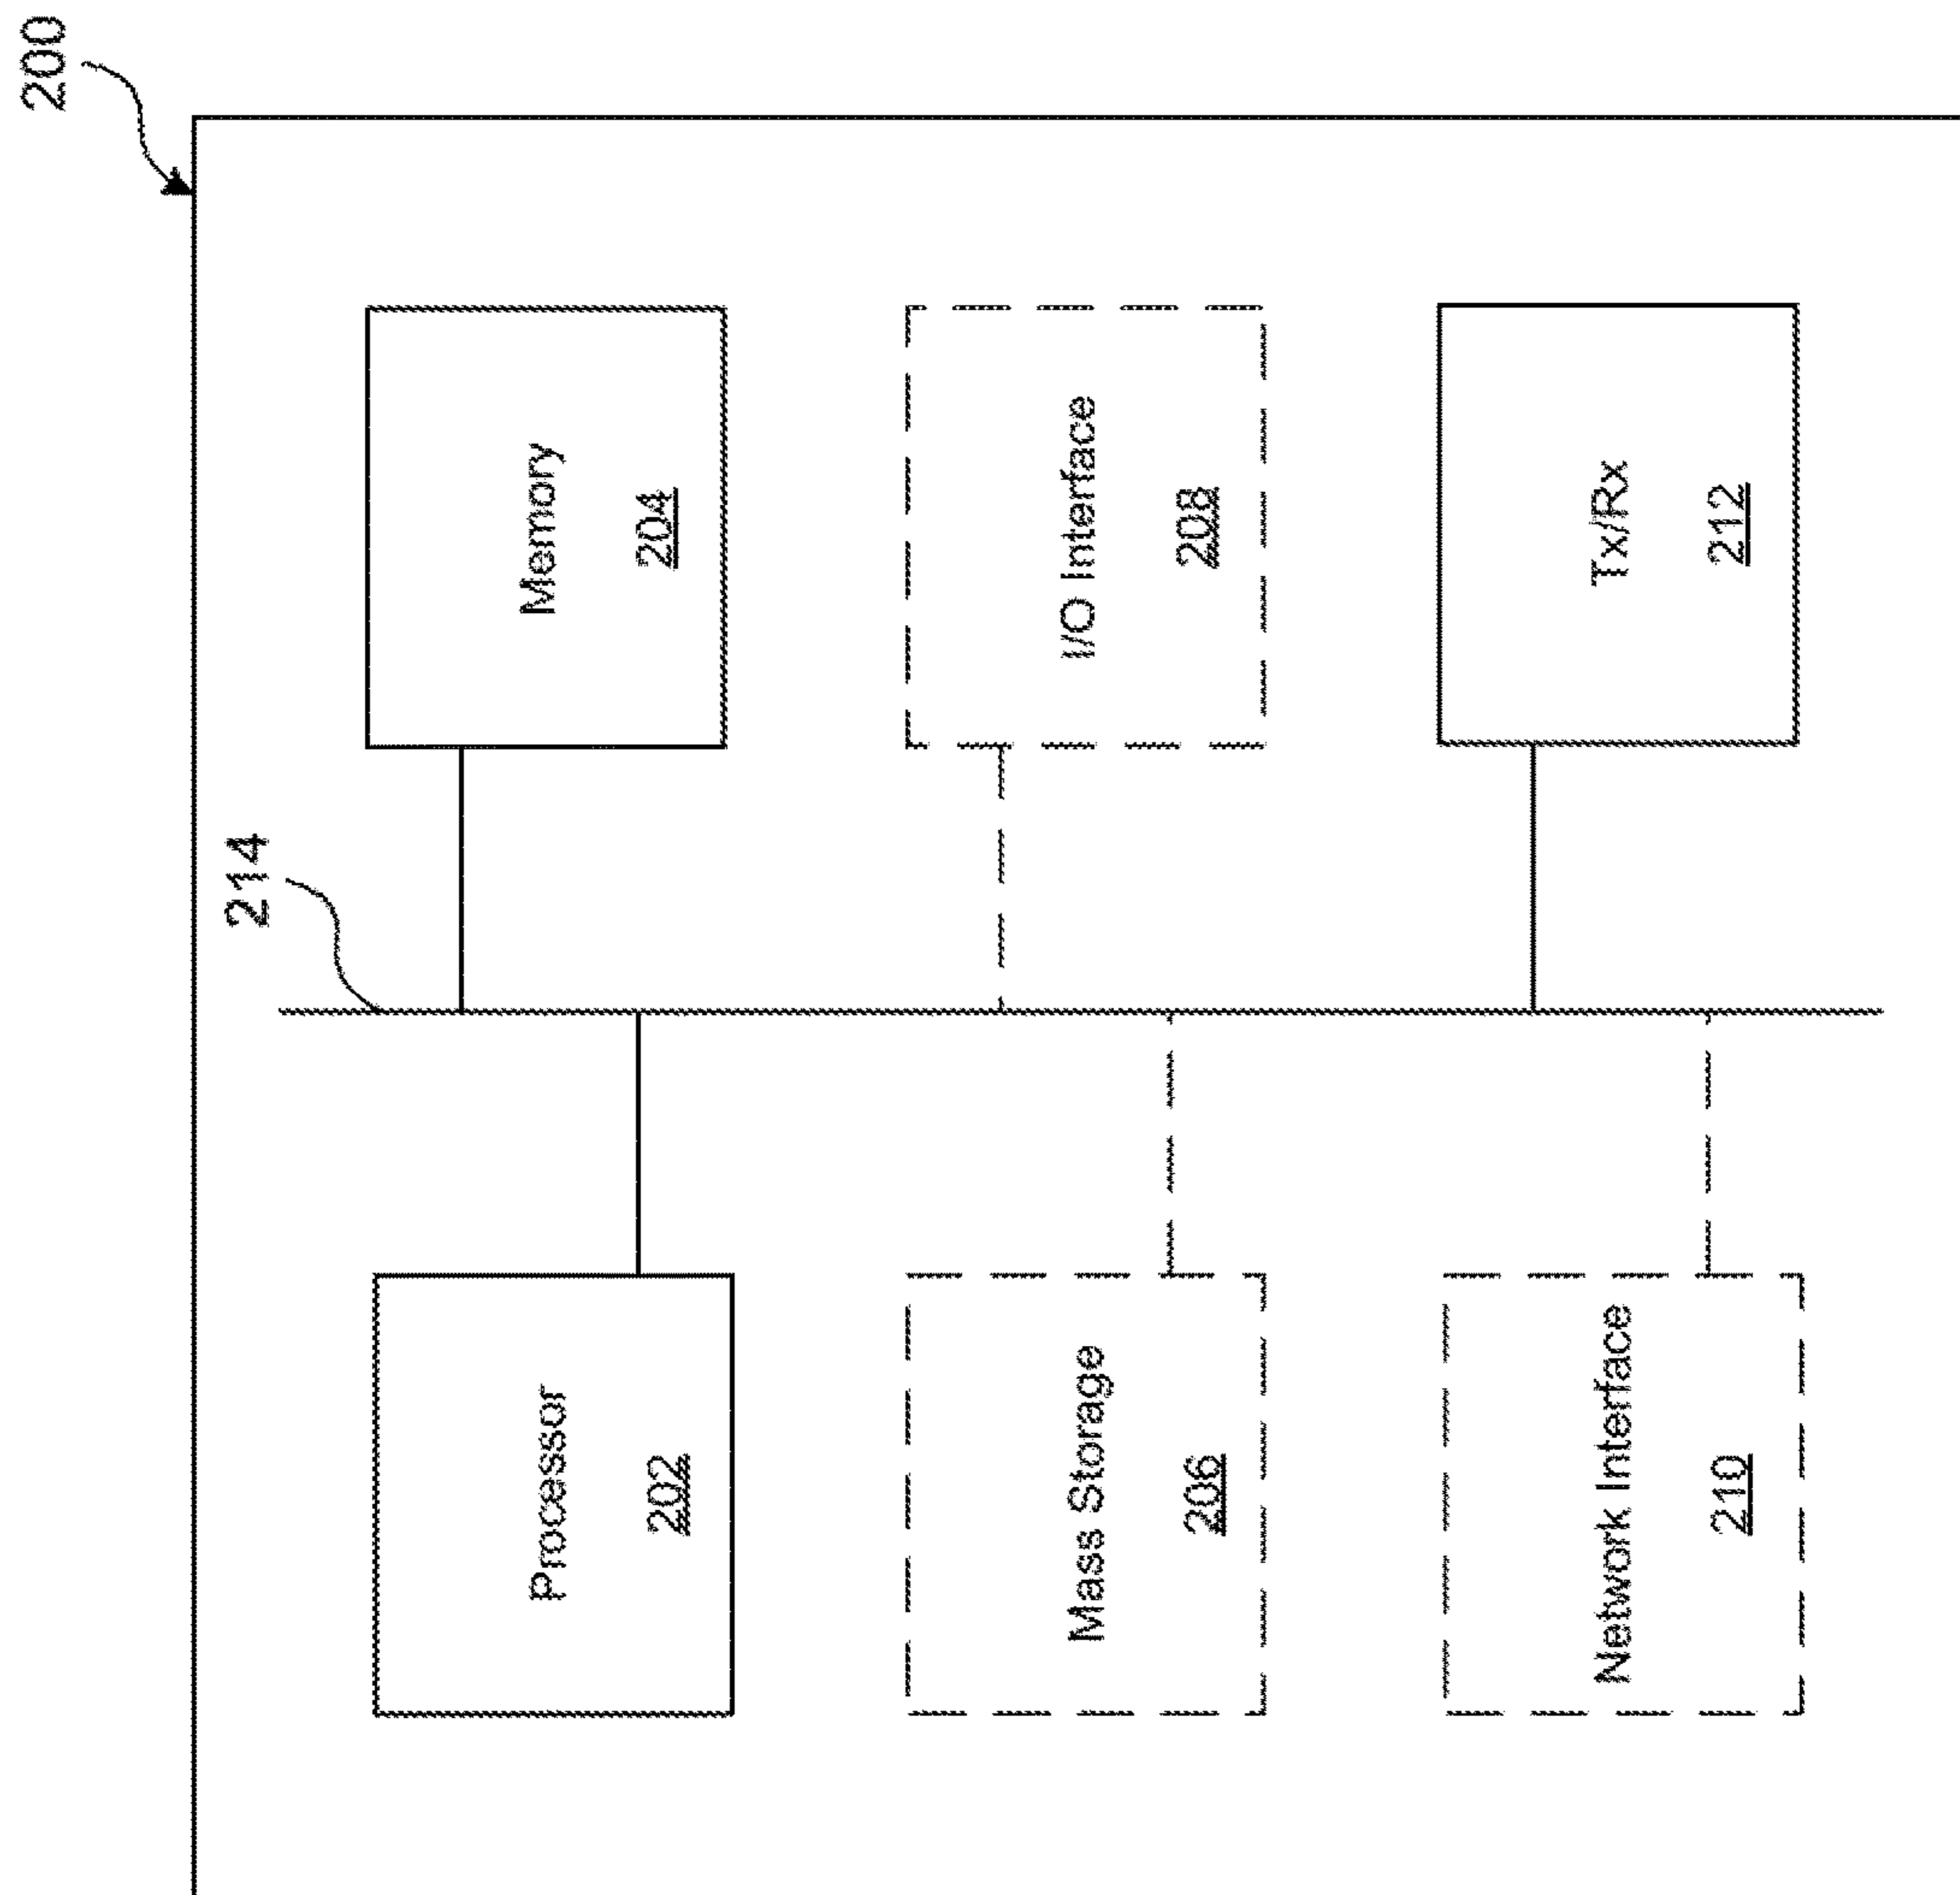 200
214
Processor
202
Memory
204
Mass Storage
206
I/O Interface
208
Network Interface
210
Tx/Rx
212